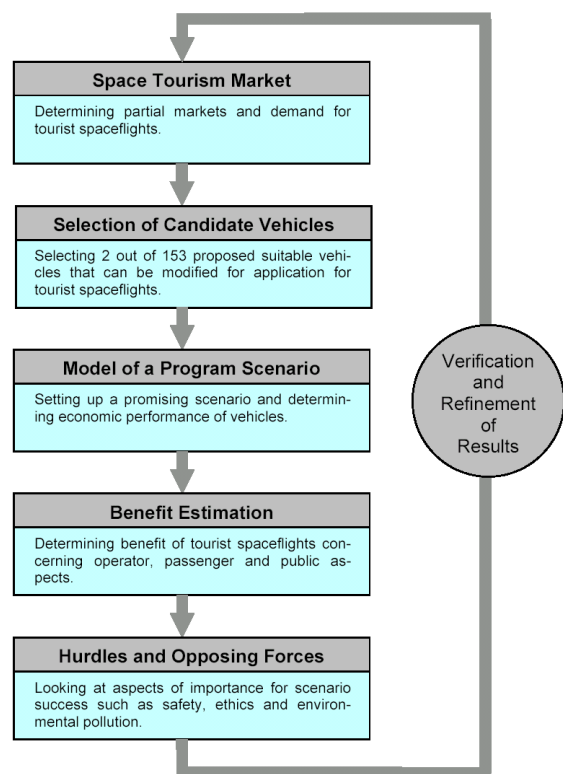 Space Tourism Market
Determining partial markets and demand for
tourist spaceflights.
Selection of Candidate Vehicles
Selecting 2 out of 153 proposed suitable vehi-
cles that can be modified for application for
tourist spaceflights.
Model of a Program Scenario
Setting up a promising scenario and determin-
ing economic performance of vehicles.
Benefit Estimation
Determining benefit of tourist spaceflights con-
cerning operator, passenger and public as-
pects.
Hurdles and Opposing Forces
Looking at aspects of importance for scenario
success such as safety, ethics and environ-
mental pollution.
Verification
and
Refinement
of
Results